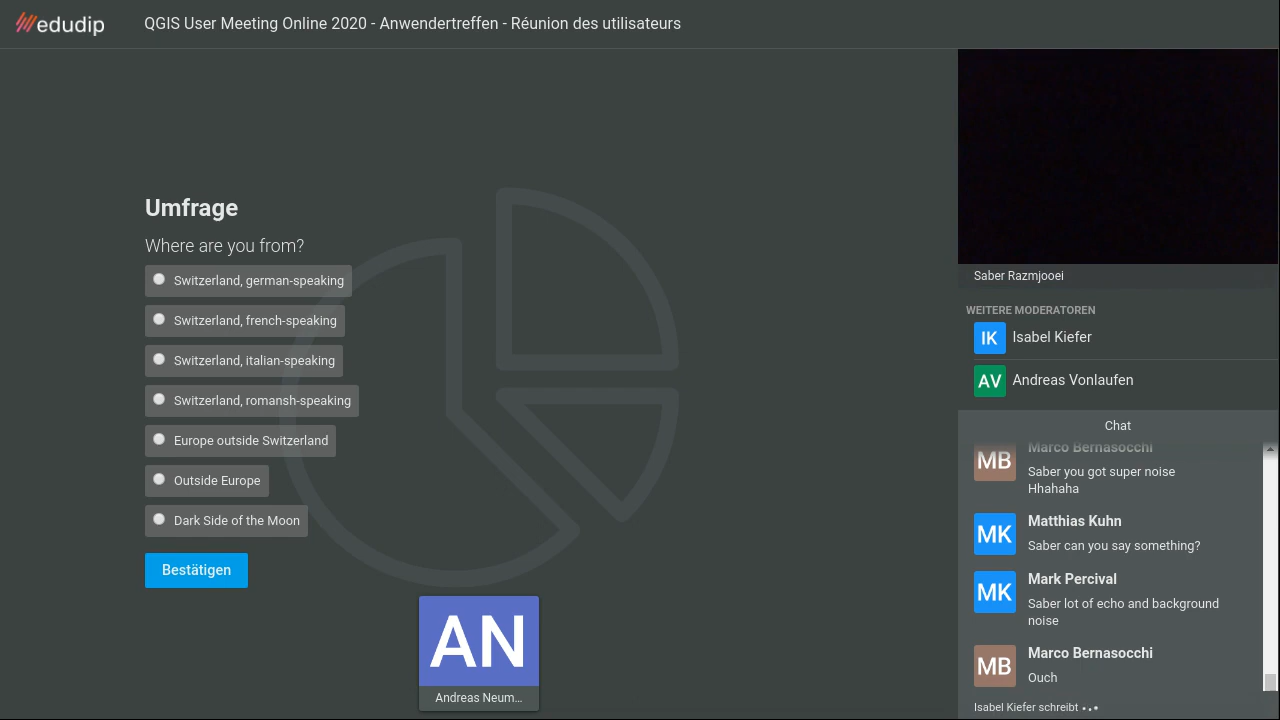 edudip
QGIS User Meeting Online 2020 - Anwendertreffen - Réunion des utilisateurs
Umfrage
Where are you from?
Switzerland, german-speaking
Switzerland, french-speaking
Switzerland, italian-speaking
Switzerland, romansh-speaking
Europe outside Switzerland
Outside Europe
Dark Side of the Moon
Bestätigen
AN
Andreas Neum...
Saber Razmjooei
WEITERE MODERATOREN
IK
Isabel Kiefer
AV
Andreas Vonlaufen
Chat
Marco Bernasocchi
MB
Saber you got super noise
Hhahaha
Matthias Kuhn
MK
Saber can you say something?
Mark Percival
MK
Saber lot of echo and background
noise
Marco Bernasocchi
MB
Ouch
Isabel Kiefer schreibt